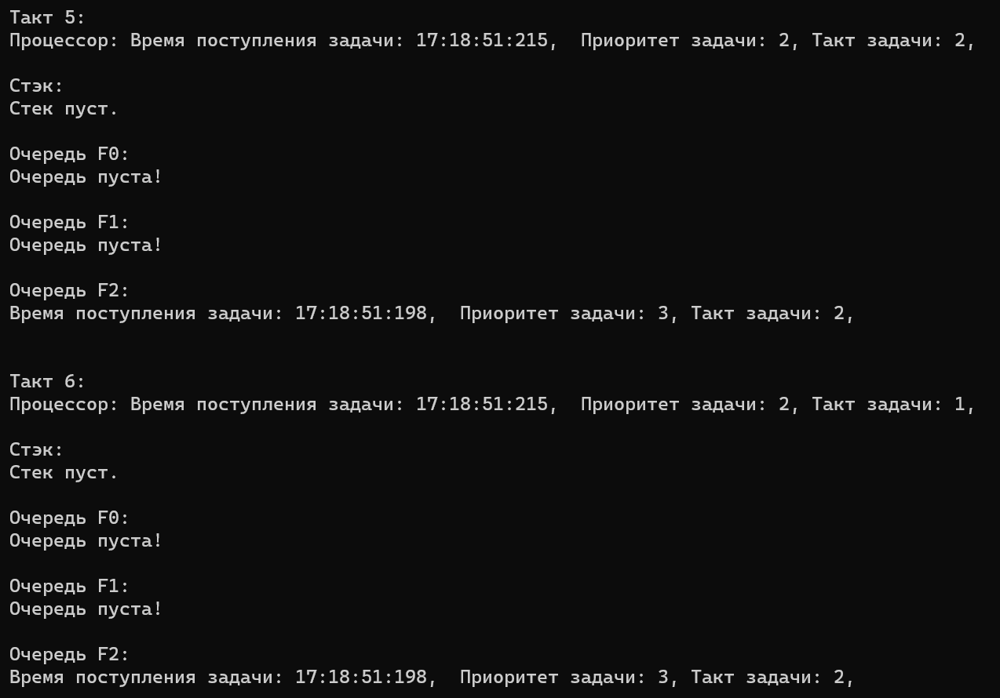 Такт 5:
Процессор: Время поступления задачи: 17:18:51:215,  Приоритет задачи: 2, Такт задачи: 2,
Стэк:
Стек пуст.
Очередь F0:
Очередь пуста!
Очередь F1:
Очередь пуста!
Очередь F2:
Время поступления задачи: 17:18:51:198,  Приоритет задачи: 3, Такт задачи: 2,
Такт 6:
Процессор: Время поступления задачи: 17:18:51:215,  Приоритет задачи: 2, Такт задачи: 1,
Стэк:
Стек пуст.
Очередь F0:
Очередь пуста!
Очередь F1:
Очередь пуста!
Очередь F2:
Время поступления задачи: 17:18:51:198,  Приоритет задачи: 3, Такт задачи: 2,